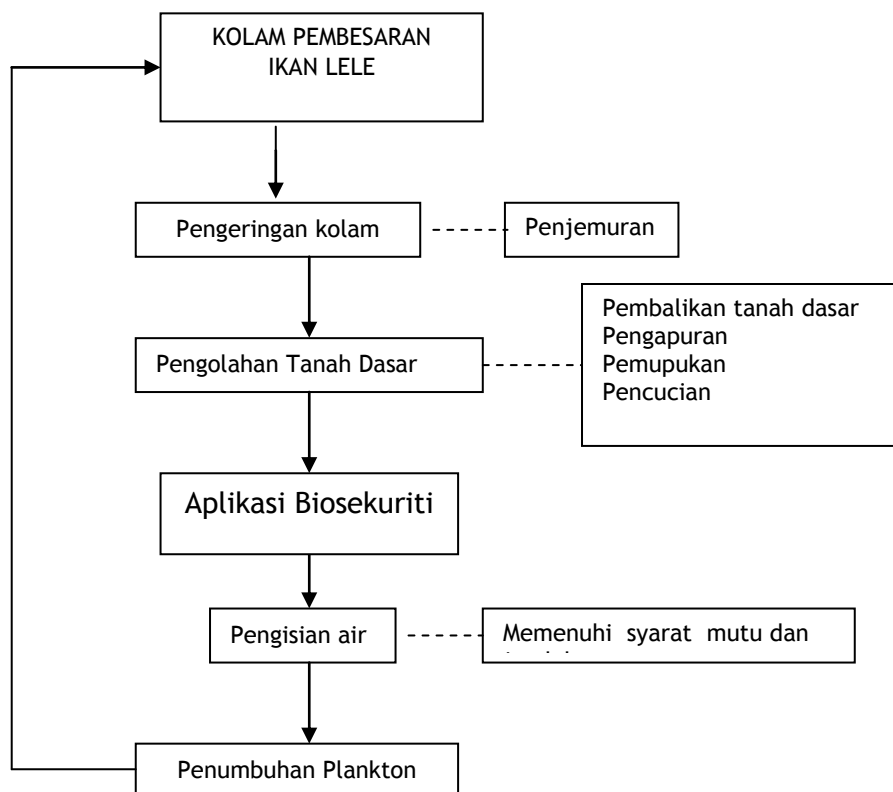 KOLAM PEMBESARAN
IKAN LELE
Pengeringan kolam
Penjemuran
Pengolahan Tanah Dasar
Pembalikan tanah dasar
Pengapuran
Pemupukan
Pencucian
Aplikasi Biosekuriti
Pengisian air
Memenuhi syarat mutu dan
Penumbuhan Plankton